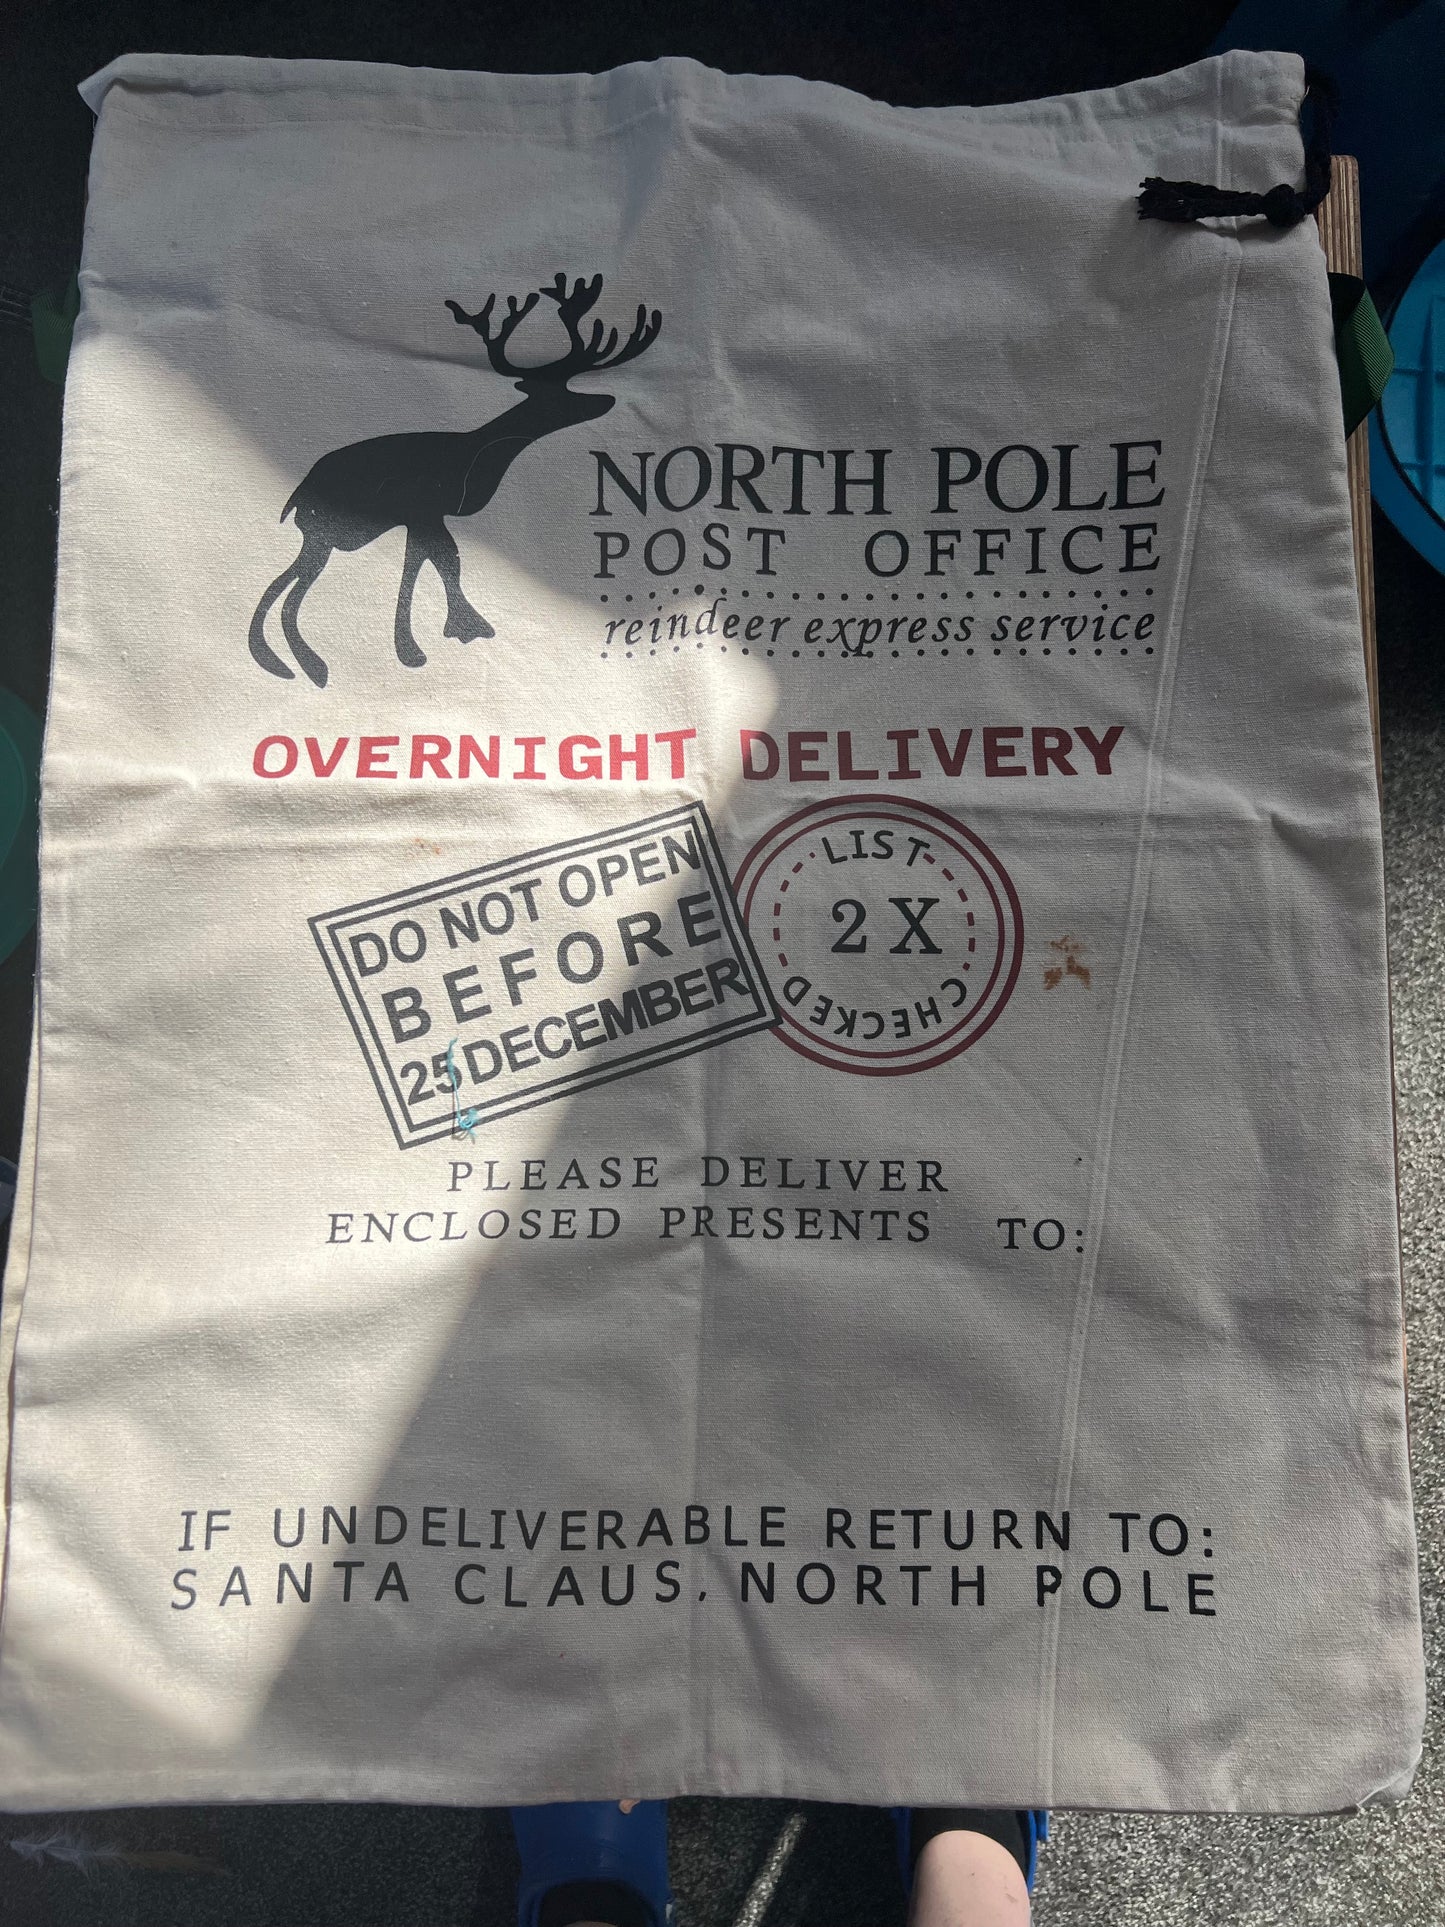 NORTH POLE
POST OFFICE
reindeer express service
OVERNIGHT DELIVERY
DO NOT OPEN
BEFORE
25 DECEMBER
LIST
2 X
CHECKED
PLEASE DELIVER
ENCLOSED PRESENTS TO:
IF UNDELIVERABLE RETURN TO:
SANTA CLAUS, NORTH POLE